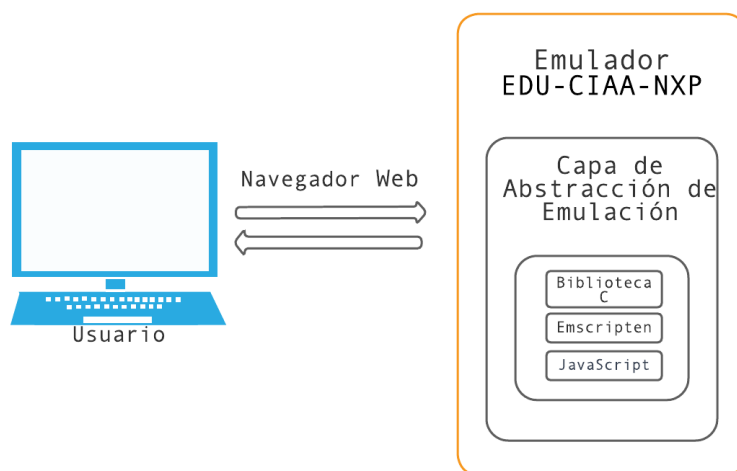 Emulador
EDU-CIAA-NXP
Capa de
Abstracción de
Emulación
Navegador Web
Biblioteca
C
Emscripten
JavaScript
Usuario